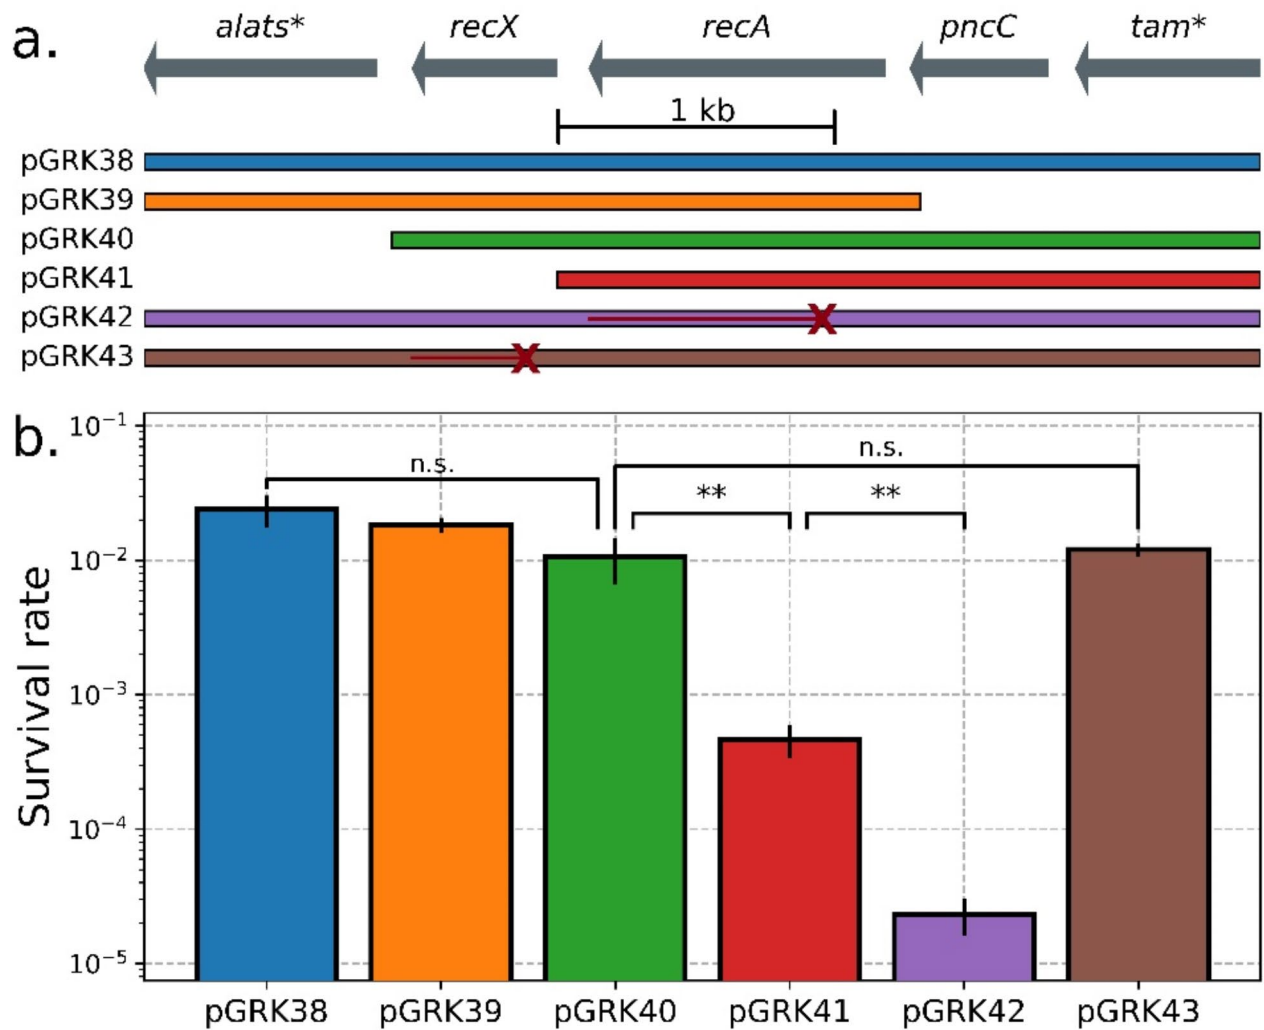 a.
alats* recX recA pncC tam*
1 kb
pGRK38
pGRK39
pGRK40
pGRK41
pGRK42
pGRK43
b.
10⁻¹
n.s.
n.s.
** **
10⁻²
10⁻³
10⁻⁴
10⁻⁵
Survival rate
pGRK38 pGRK39 pGRK40 pGRK41 pGRK42 pGRK43